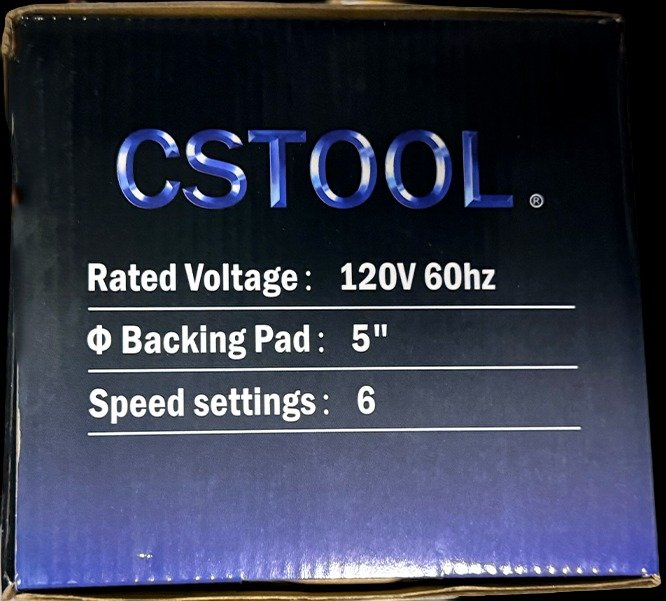 CSTOOL®
Rated Voltage: 120V 60hz
Φ Backing Pad: 5"
Speed settings: 6